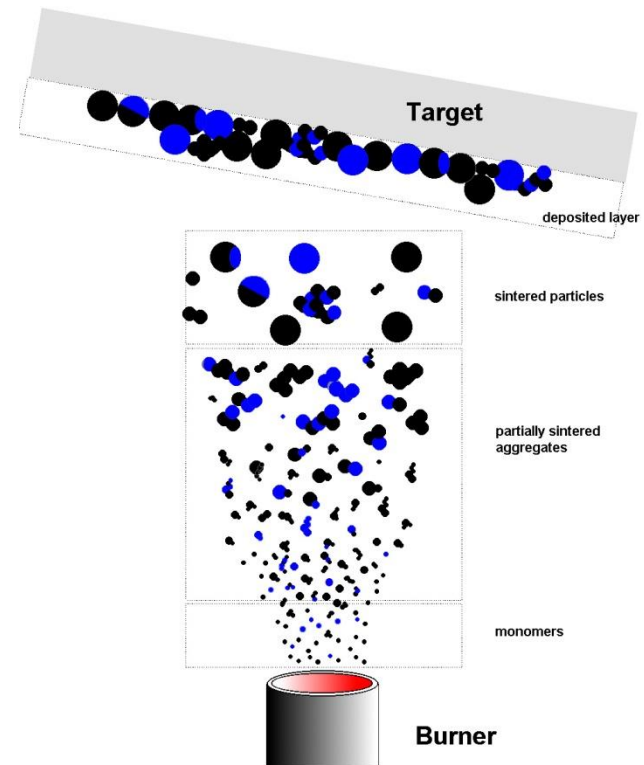 Target
deposited layer
sintered particles
partially sintered
aggregates
monomers
Burner